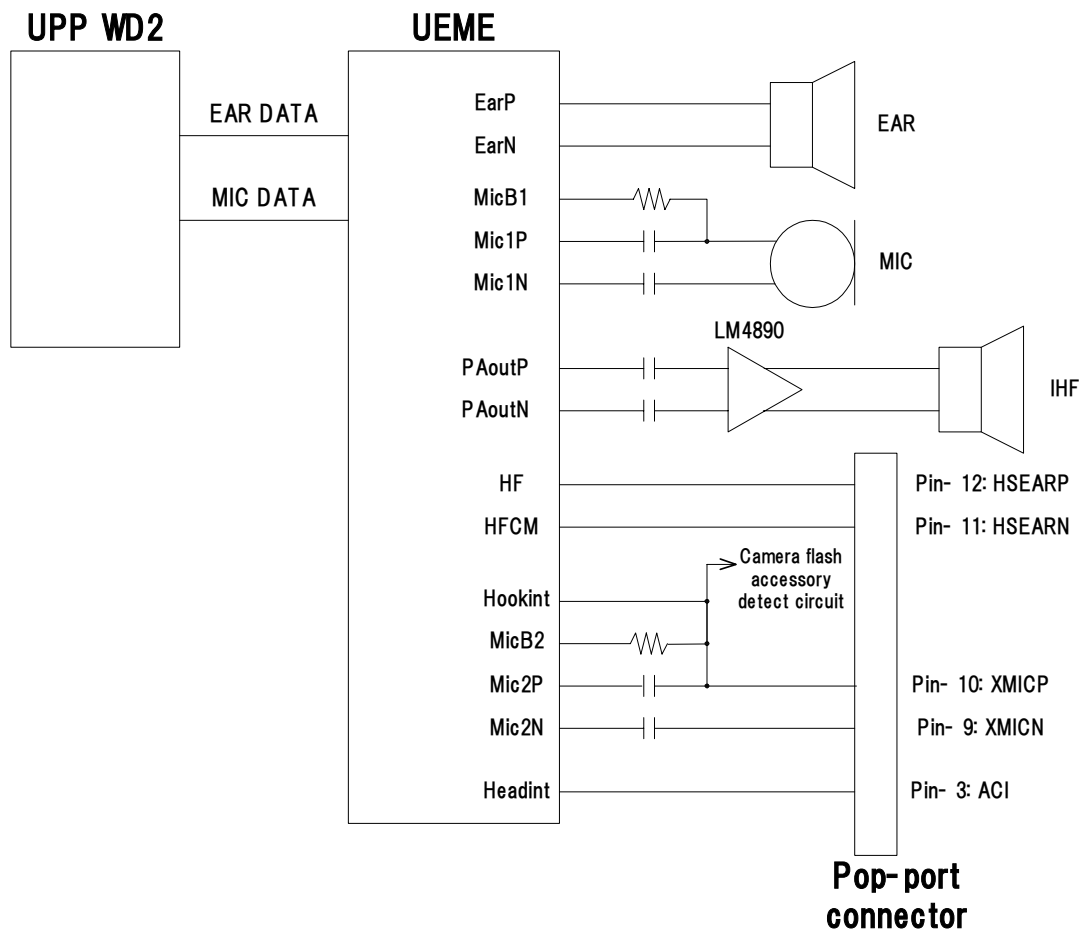 UPP WD2
UEME
EAR DATA
MIC DATA
EarP
EarN
EAR
MicB1
Mic1P
Mic1N
MIC
LM4890
PAoutP
PAoutN
IHF
HF
Pin- 12: HSEARP
HFCM
Pin- 11: HSEARN
Camera flash
accessory
detect circuit
Hookint
MicB2
Mic2P
Pin- 10: XMICP
Mic2N
Pin- 9: XMICN
Headint
Pin- 3: ACI
Pop-port
connector